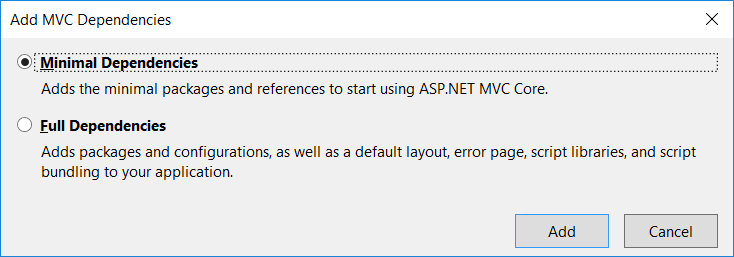 Add MVC Dependencies
Minimal Dependencies
Adds the minimal packages and references to start using ASP.NET MVC Core.
Full Dependencies
Adds packages and configurations, as well as a default layout, error page, script libraries, and script
bundling to your application.
Add
Cancel